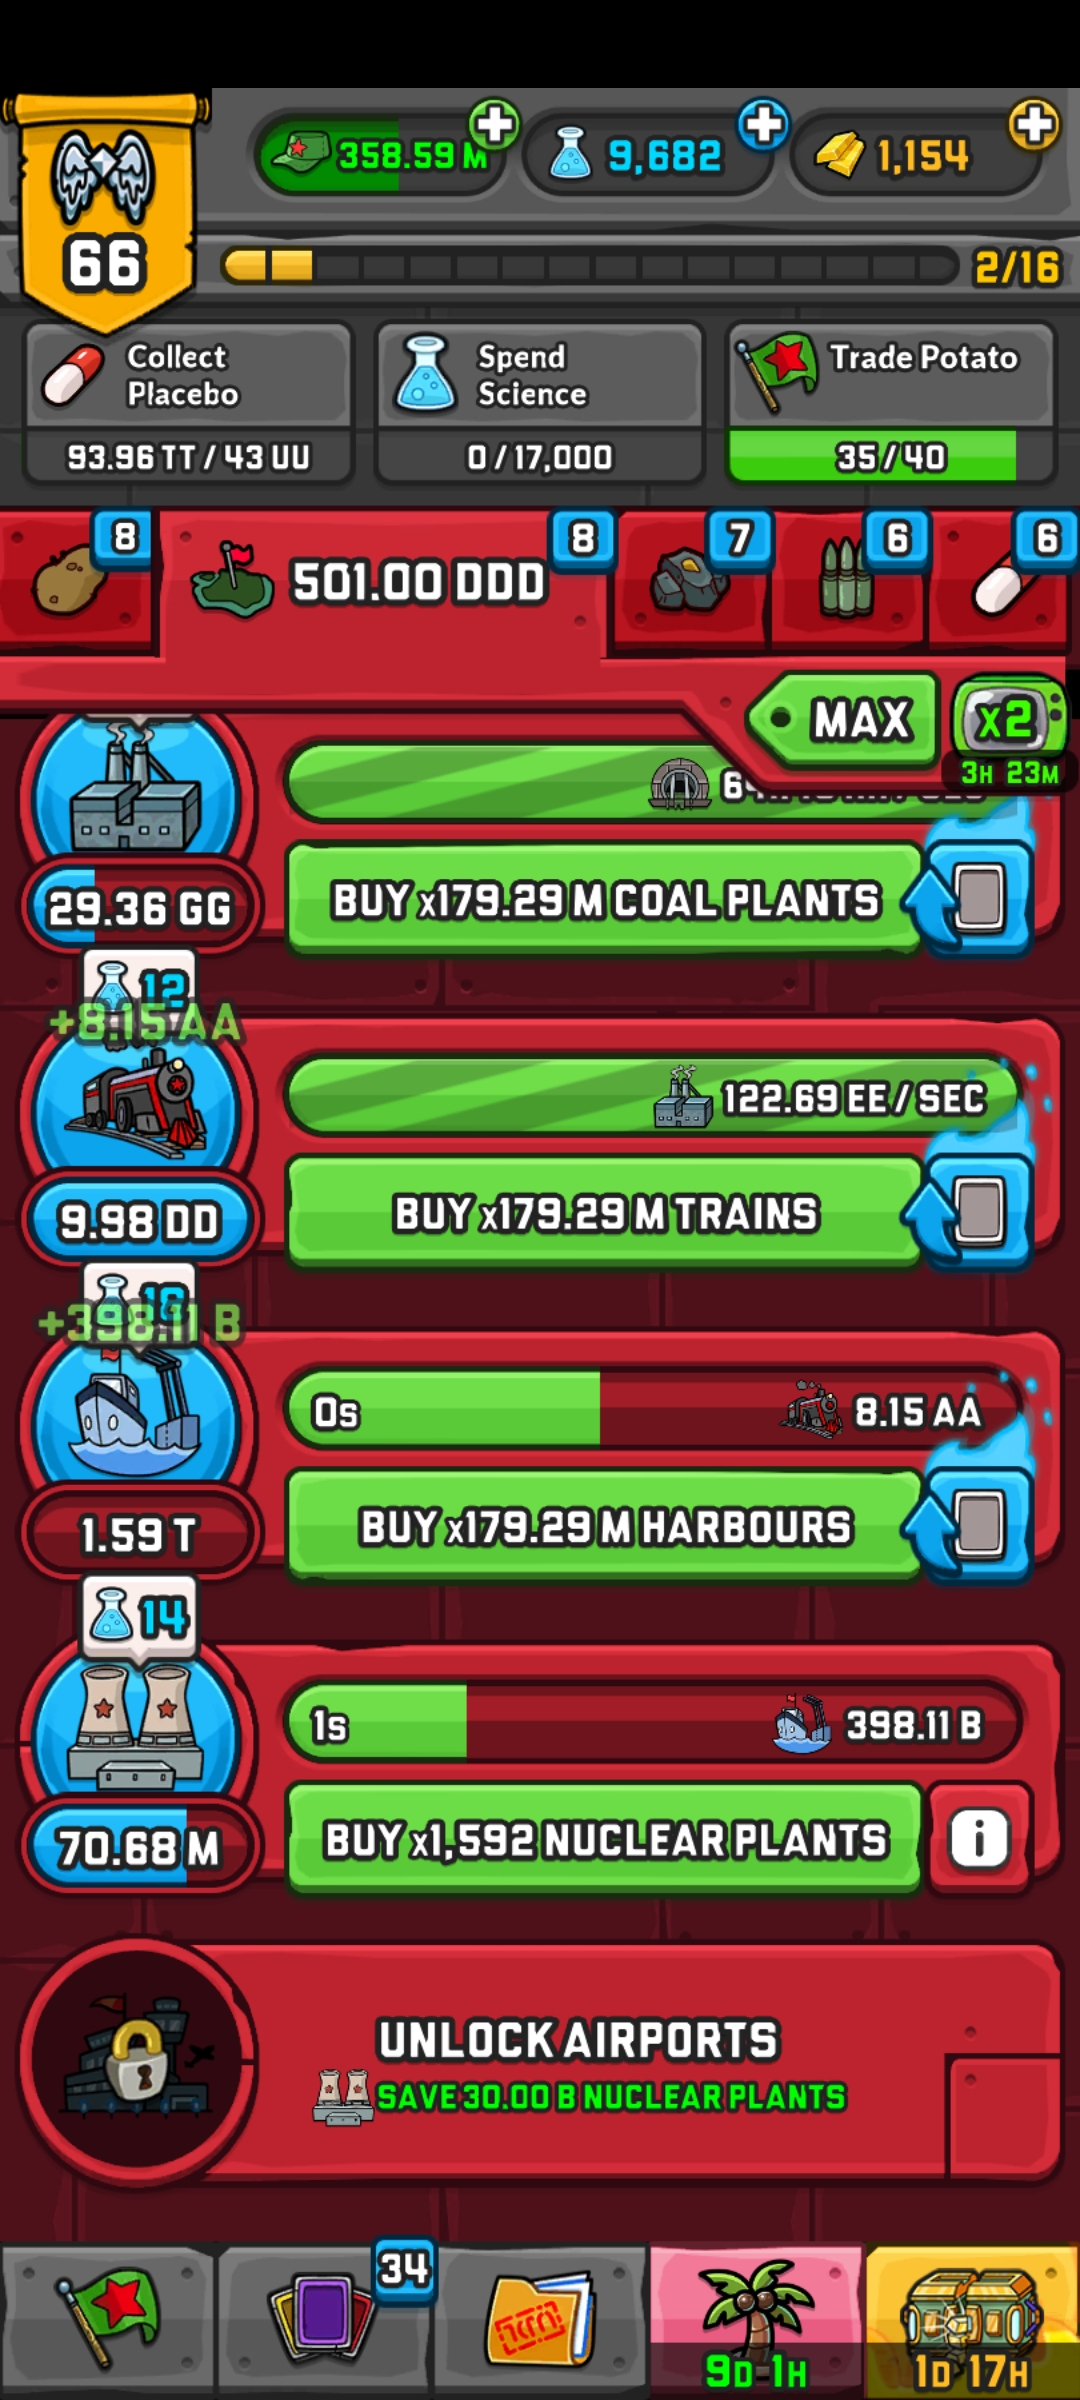 358.59 M
9,682
1,154
66
2/16
Collect
Placebo
Spend
Science
Trade Potato
93.96 TT / 43 UU
0 / 17,000
35 / 40
8
501.00 DDD
8
7
6
6
MAX
x2
3H 23M
BUY x179.29 M COAL PLANTS
29.36 GG
12
+8.15 AA
122.69 EE / SEC
BUY x179.29 M TRAINS
9.98 DD
+398.11 B
0s
8.15 AA
BUY x179.29 M HARBOURS
1.59 T
14
1s
398.11 B
BUY x1,592 NUCLEAR PLANTS
i
70.68 M
UNLOCK AIRPORTS
SAVE 30.00 B NUCLEAR PLANTS
34
9D 1H
1D 17H